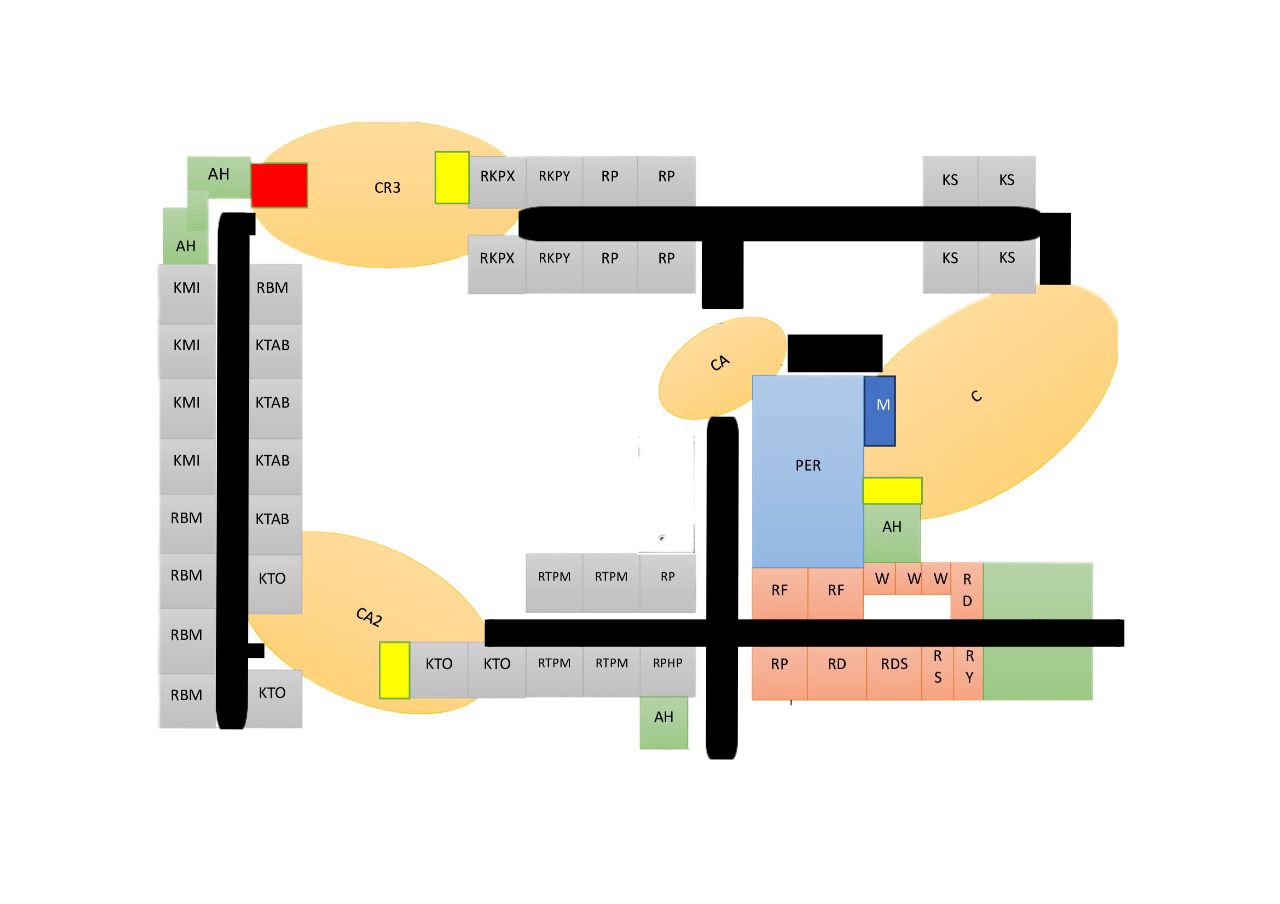 AH
CR3
RKPX RKPY RP RP
KS KS
AH
RKPX RKPY RP RP
KS KS
KMI RBM
KMI KTAB
CA
KMI KTAB
M
C
KMI KTAB
PER
RBM KTAB
AH
RBM KTO
RTPM RTPM RP
RF RF
W W W
R
D
RBM
CA2
KTO KTO RTPM RTPM RPHP
RP RD RDS
R
S
R
Y
RBM KTO
AH